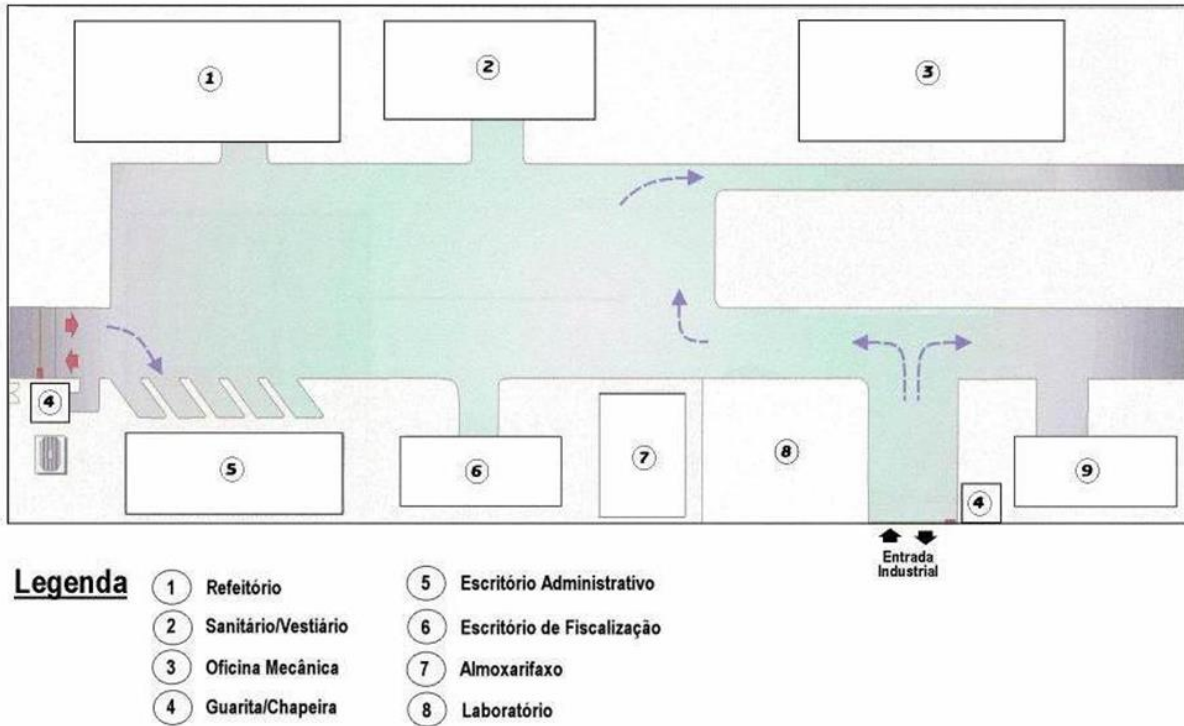 1
2
3
4
5
6
7
8
4
9
Entrada
Industrial
Legenda
1 Refeitório
2 Sanitário/Vestiário
3 Oficina Mecânica
4 Guarita/Chapeira
5 Escritório Administrativo
6 Escritório de Fiscalização
7 Almoxarifaxo
8 Laboratório